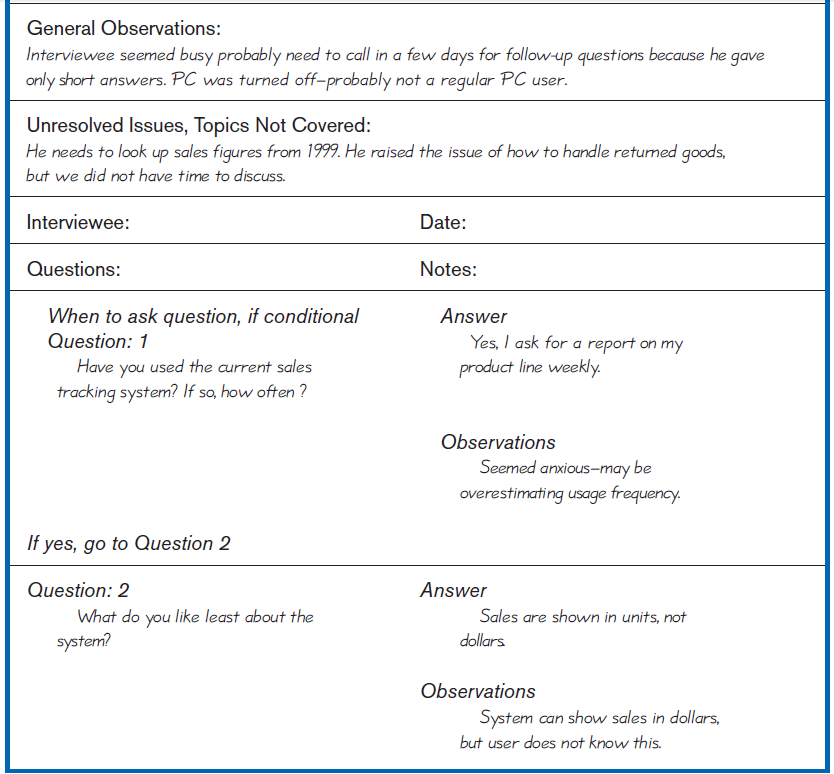 General Observations:
Interviewee seemed busy probably need to call in a few days for follow-up questions because he gave
only short answers. PC was turned off–probably not a regular PC user.
Unresolved Issues, Topics Not Covered:
He needs to look up sales figures from 1999. He raised the issue of how to handle returned goods,
but we did not have time to discuss.
Interviewee:
Date:
Questions:
Notes:
When to ask question, if conditional
Question: 1
Have you used the current sales
tracking system? If so, how often ?
Answer
Yes, I ask for a report on my
product line weekly.
Observations
Seemed anxious–may be
overestimating usage frequency.
If yes, go to Question 2
Question: 2
What do you like least about the
system?
Answer
Sales are shown in units, not
dollars.
Observations
System can show sales in dollars,
but user does not know this.